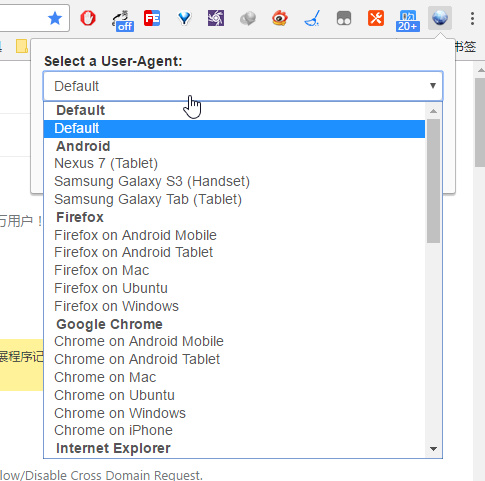 off
FE
20+
书签
Select a User-Agent:
Default
Default
Default
Android
Nexus 7 (Tablet)
Samsung Galaxy S3 (Handset)
Samsung Galaxy Tab (Tablet)
万用户！
Firefox
Firefox on Android Mobile
Firefox on Android Tablet
Firefox on Mac
Firefox on Ubuntu
Firefox on Windows
Google Chrome
Chrome on Android Mobile
展程序记
Chrome on Android Tablet
Chrome on Mac
Chrome on Ubuntu
Chrome on Windows
Chrome on iPhone
Internet Explorer
low/Disable Cross Domain Request.